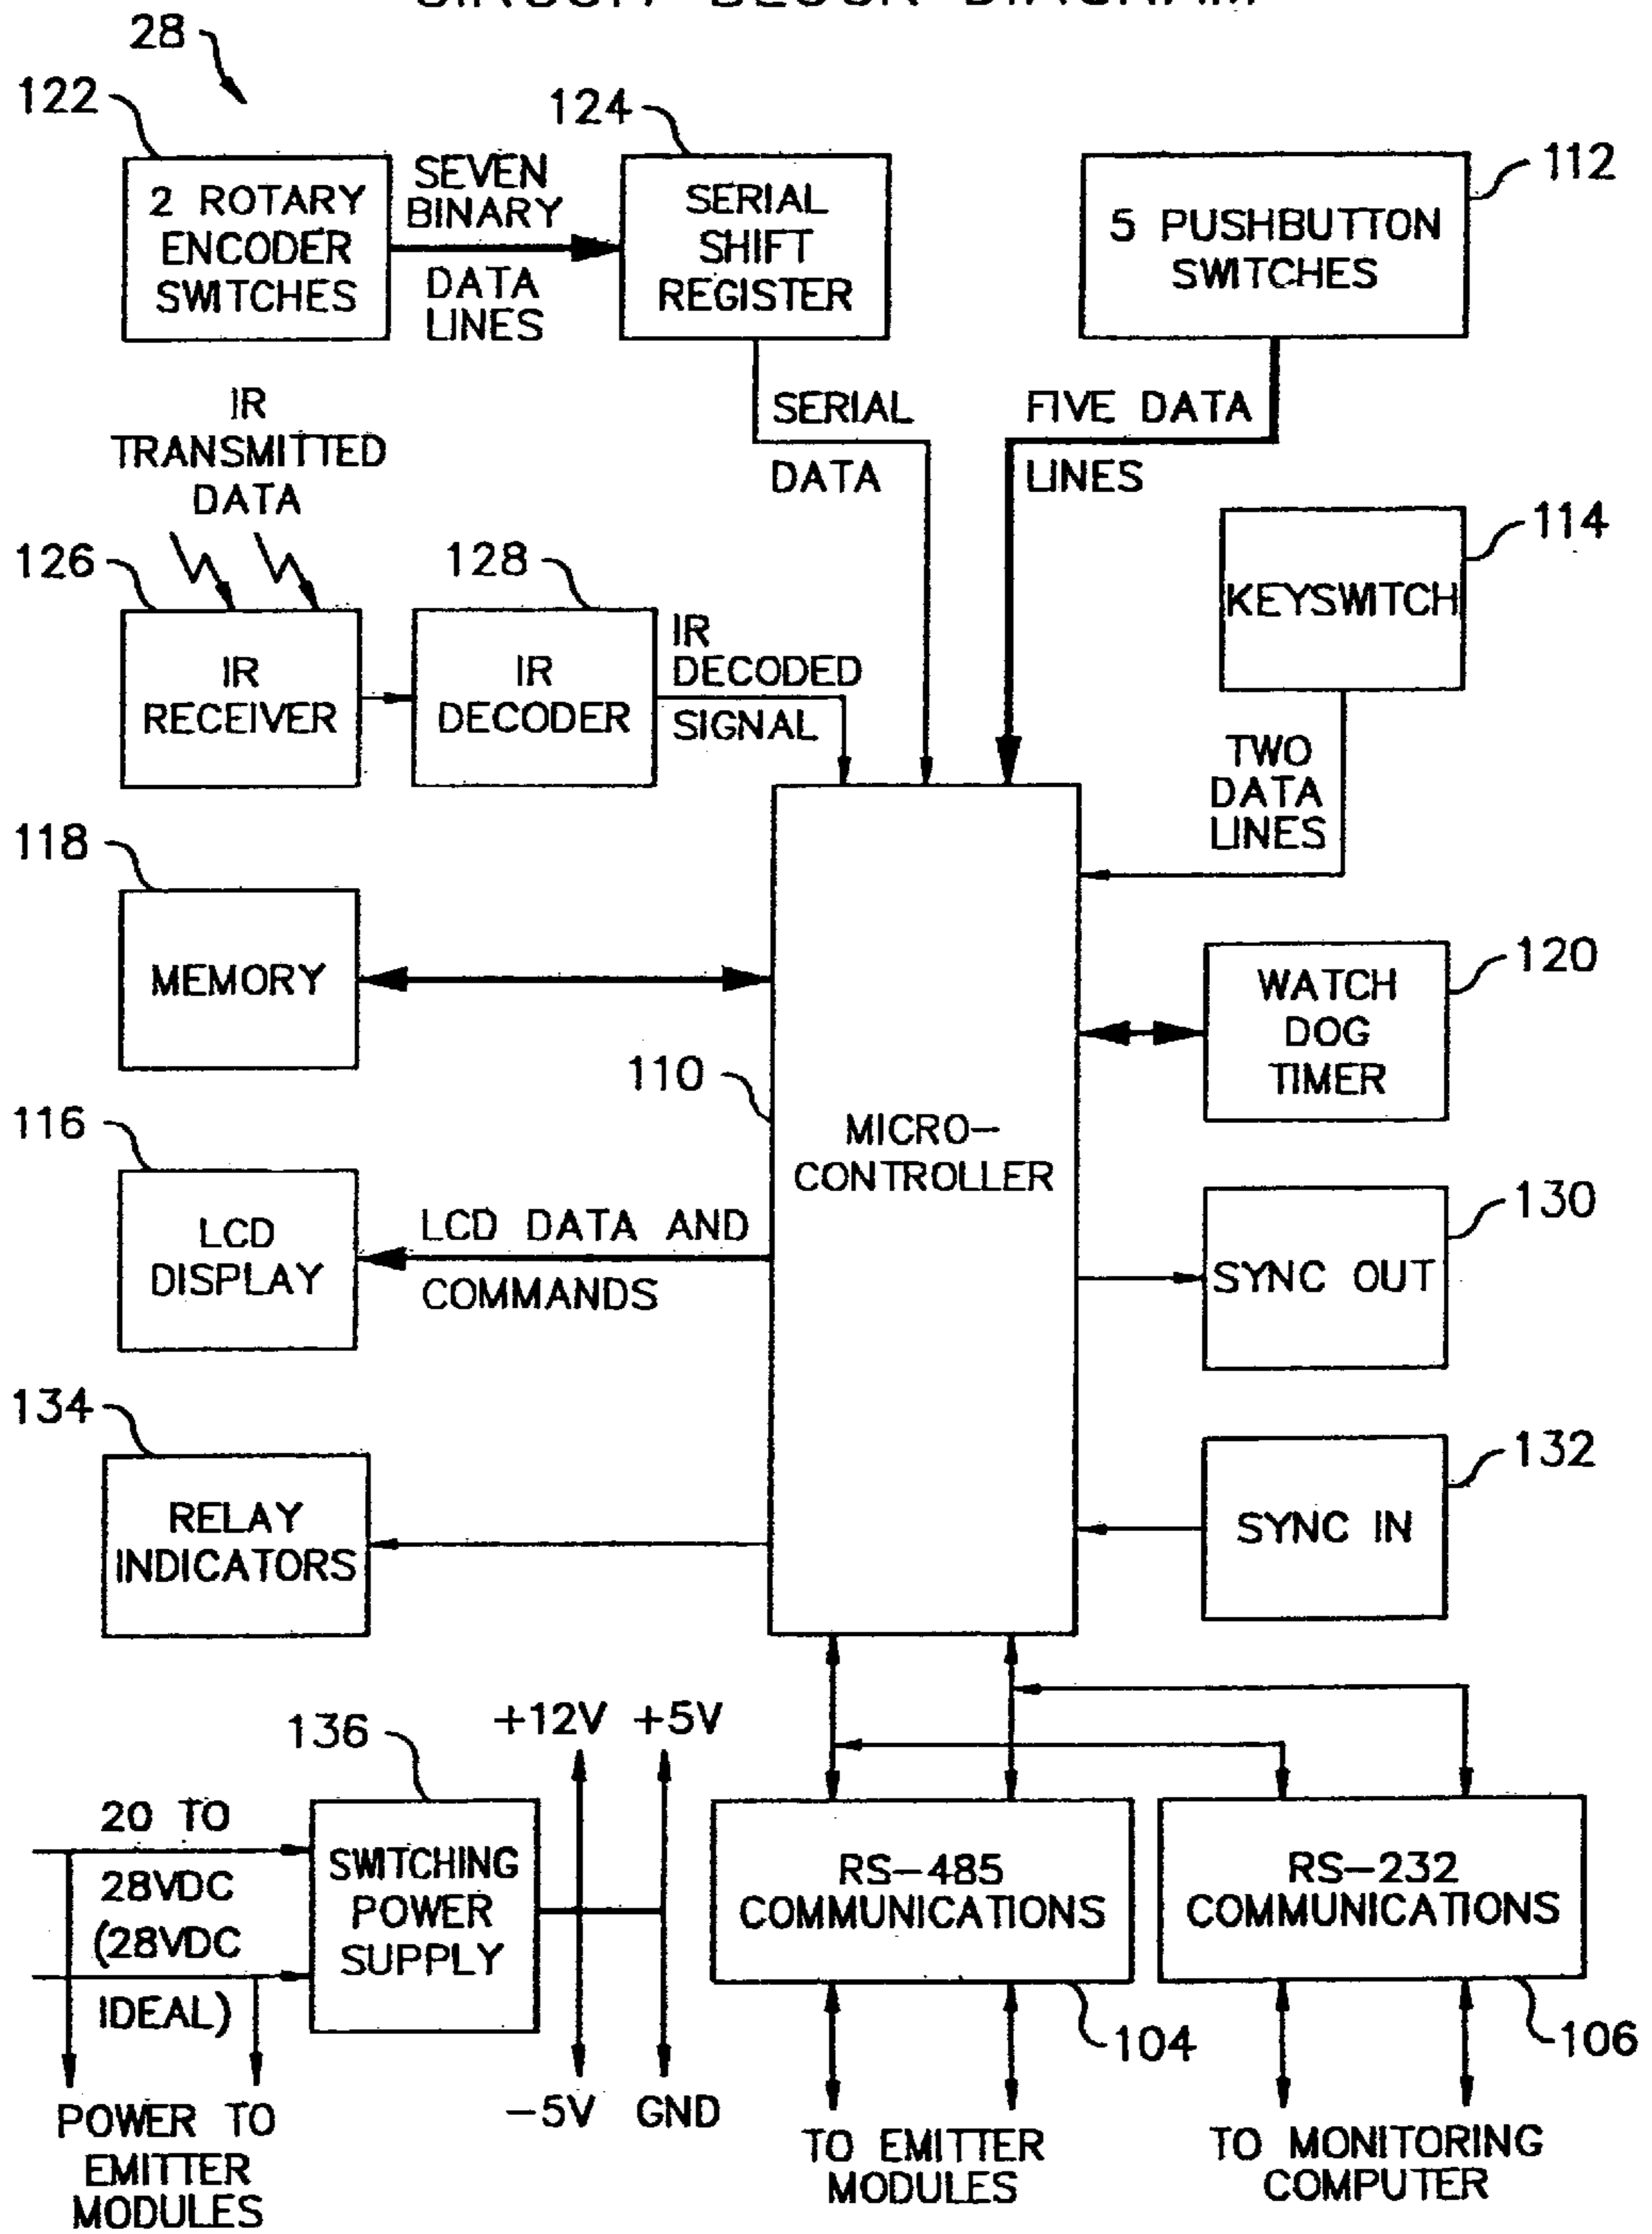 CIRCUIT BLOCK DIAGRAM
28
122
2 ROTARY
ENCODER
SWITCHES
SEVEN
BINARY
DATA
LINES
124
SERIAL
SHIFT
REGISTER
112
5 PUSHBUTTON
SWITCHES
SERIAL
DATA
FIVE DATA
LINES
IR
TRANSMITTED
DATA
126
IR
RECEIVER
128
IR
DECODER
IR
DECODED
SIGNAL
114
KEYSWITCH
TWO
DATA
LINES
118
MEMORY
110
MICRO-
CONTROLLER
120
WATCH
DOG
TIMER
116
LCD
DISPLAY
LCD DATA AND
COMMANDS
130
SYNC OUT
134
RELAY
INDICATORS
132
SYNC IN
136
20 TO
28VDC
(28VDC
IDEAL)
SWITCHING
POWER
SUPPLY
+12V
+5V
-5V
GND
POWER TO
EMITTER
MODULES
RS-485
COMMUNICATIONS
104
TO EMITTER
MODULES
RS-232
COMMUNICATIONS
106
TO MONITORING
COMPUTER